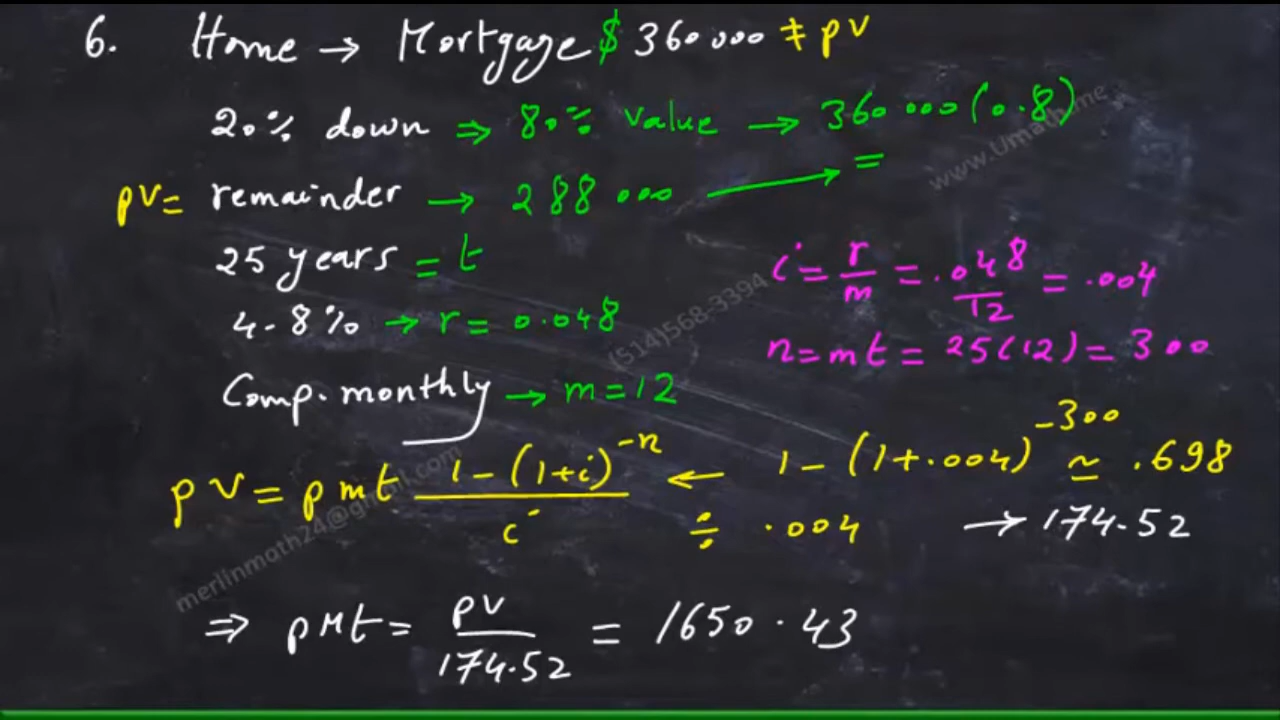 6. Home → Mortgage $ 360 000 ≠ pv
20% down ⇒ 80% value → 360 000(0.8)
pv= remainder → 288 000 → =
25 years = t
4.8% → r = 0.048
Comp. monthly → m=12
i = r/m = .048/12 = .004
n=mt = 25(12) = 300
pv = pmt (1-(1+i)^-n)/i ← 1-(1+.004)^-300 ≃ .698
÷ .004 → 174.52
⇒ pMt = pv/174.52 = 1650.43
www.Umath.me
(514)568-3394
merlinmath24@gmail.com